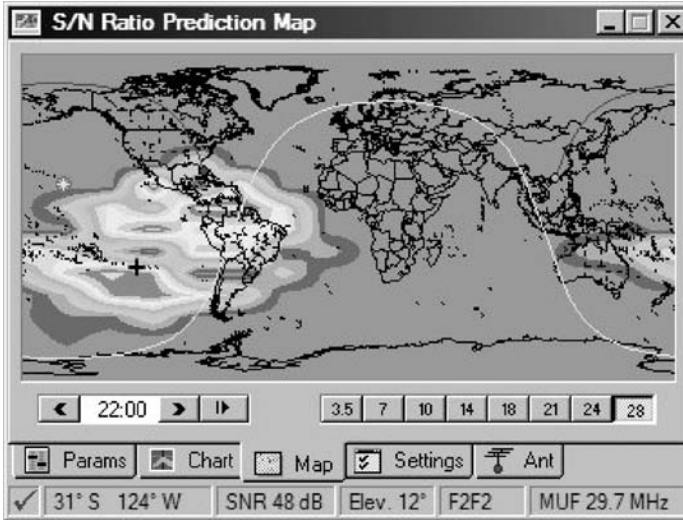 S/N Ratio Prediction Map
22:00 3.5 7 10 14 18 21 24 28
Params Chart Map Settings Ant
31° S 124° W SNR 48 dB Elev. 12° F2F2 MUF 29.7 MHz